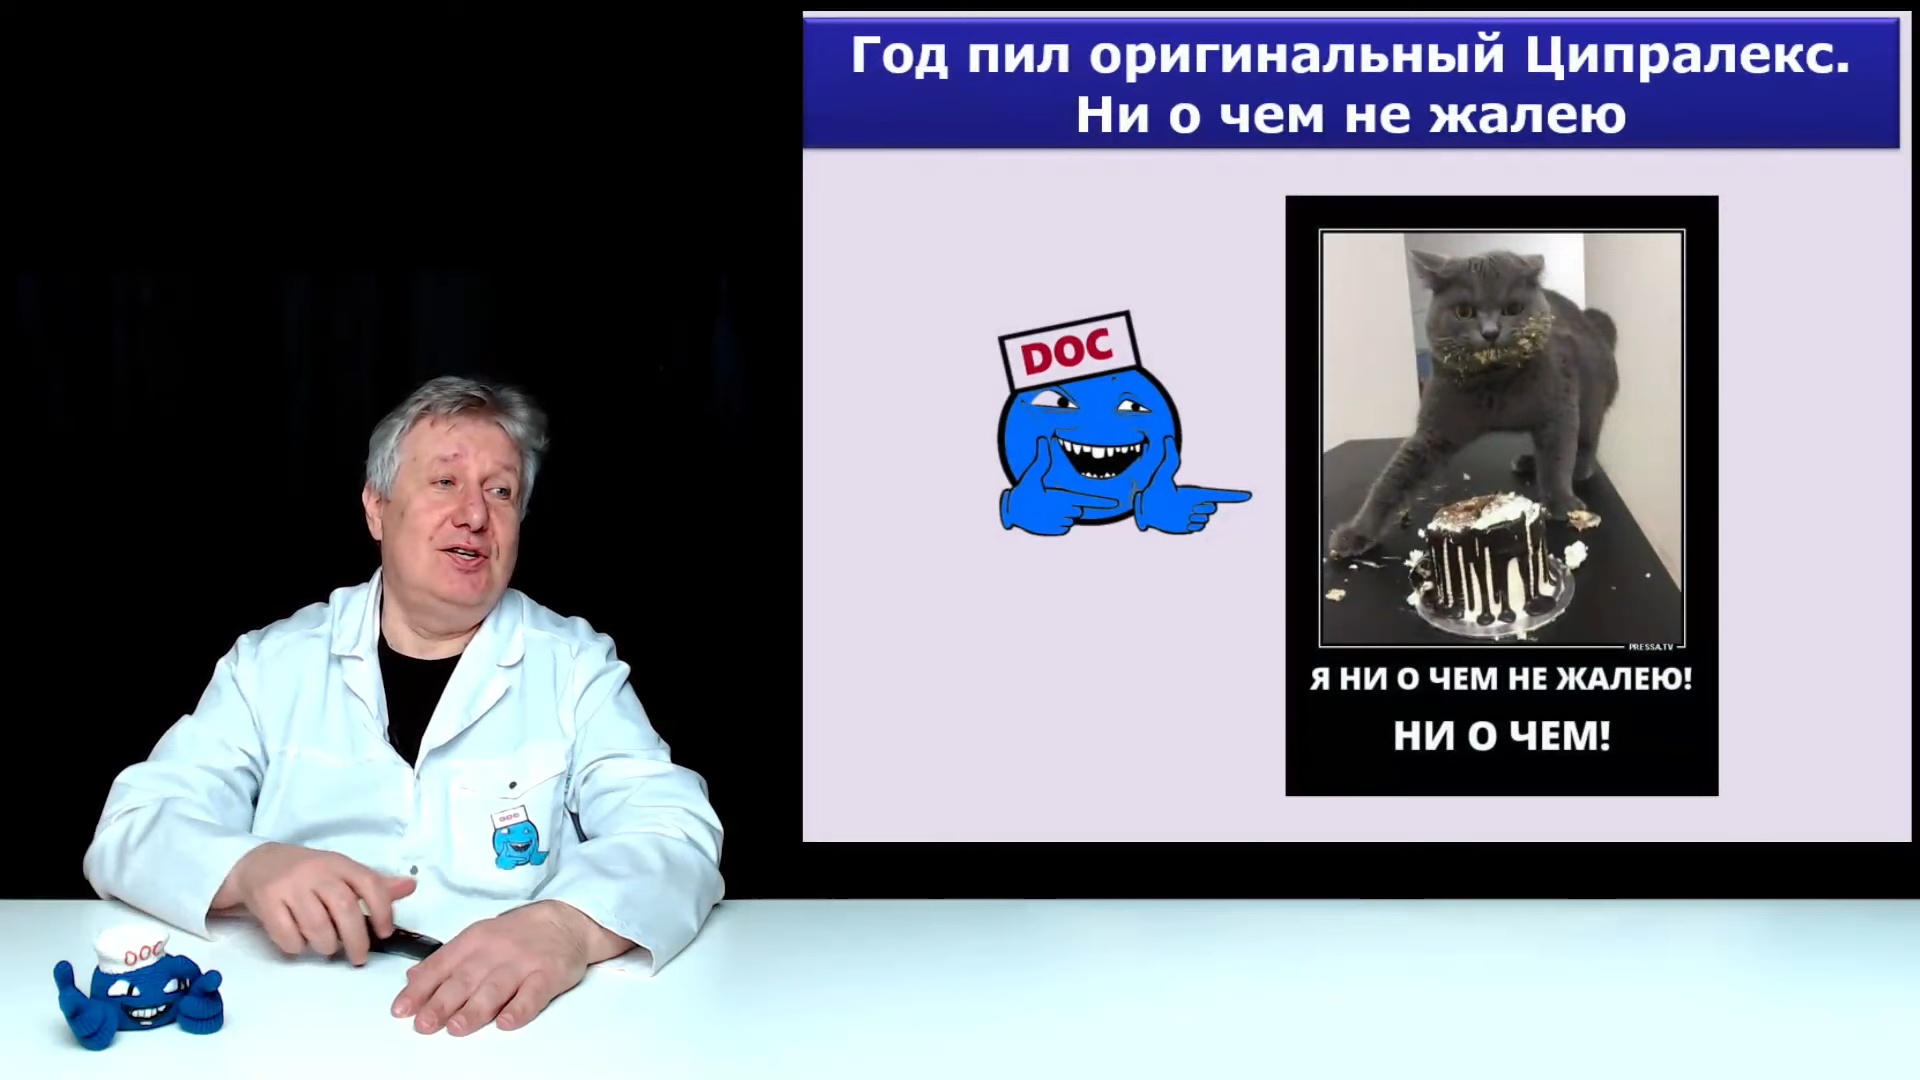 Год пил оригинальный Ципралекс.
Ни о чем не жалею
DOC
PRESSA.TV
Я НИ О ЧЕМ НЕ ЖАЛЕЮ!
НИ О ЧЕМ!
DOC
DOC